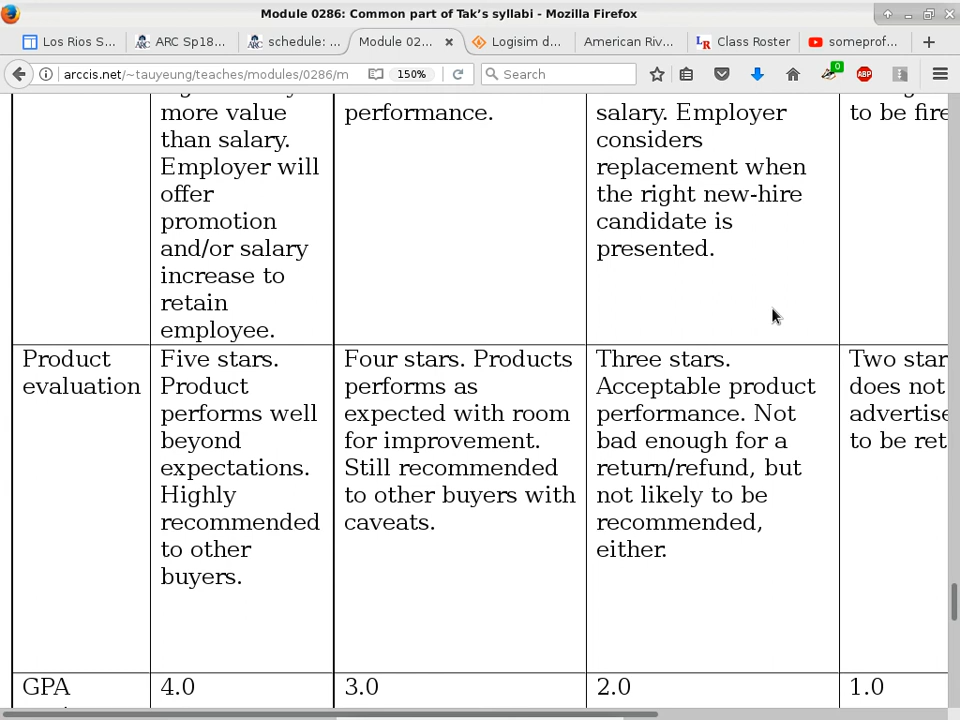 Module 0286: Common part of Tak's syllabi - Mozilla Firefox
Los Rios S...
ARC Sp18...
schedule: ...
Module 02...
Logisim d...
American Riv...
Class Roster
someprof...
arccis.net/~tauyeung/teaches/modules/0286/m
150%
Search
0
ABP
more value
than salary.
Employer will
offer
promotion
and/or salary
increase to
retain
employee.
performance.
salary. Employer
considers
replacement when
the right new-hire
candidate is
presented.
to be fire
Product
evaluation
Five stars.
Product
performs well
beyond
expectations.
Highly
recommended
to other
buyers.
Four stars. Products
performs as
expected with room
for improvement.
Still recommended
to other buyers with
caveats.
Three stars.
Acceptable product
performance. Not
bad enough for a
return/refund, but
not likely to be
recommended,
either.
Two star
does not
advertise
to be ret
GPA
4.0
3.0
2.0
1.0